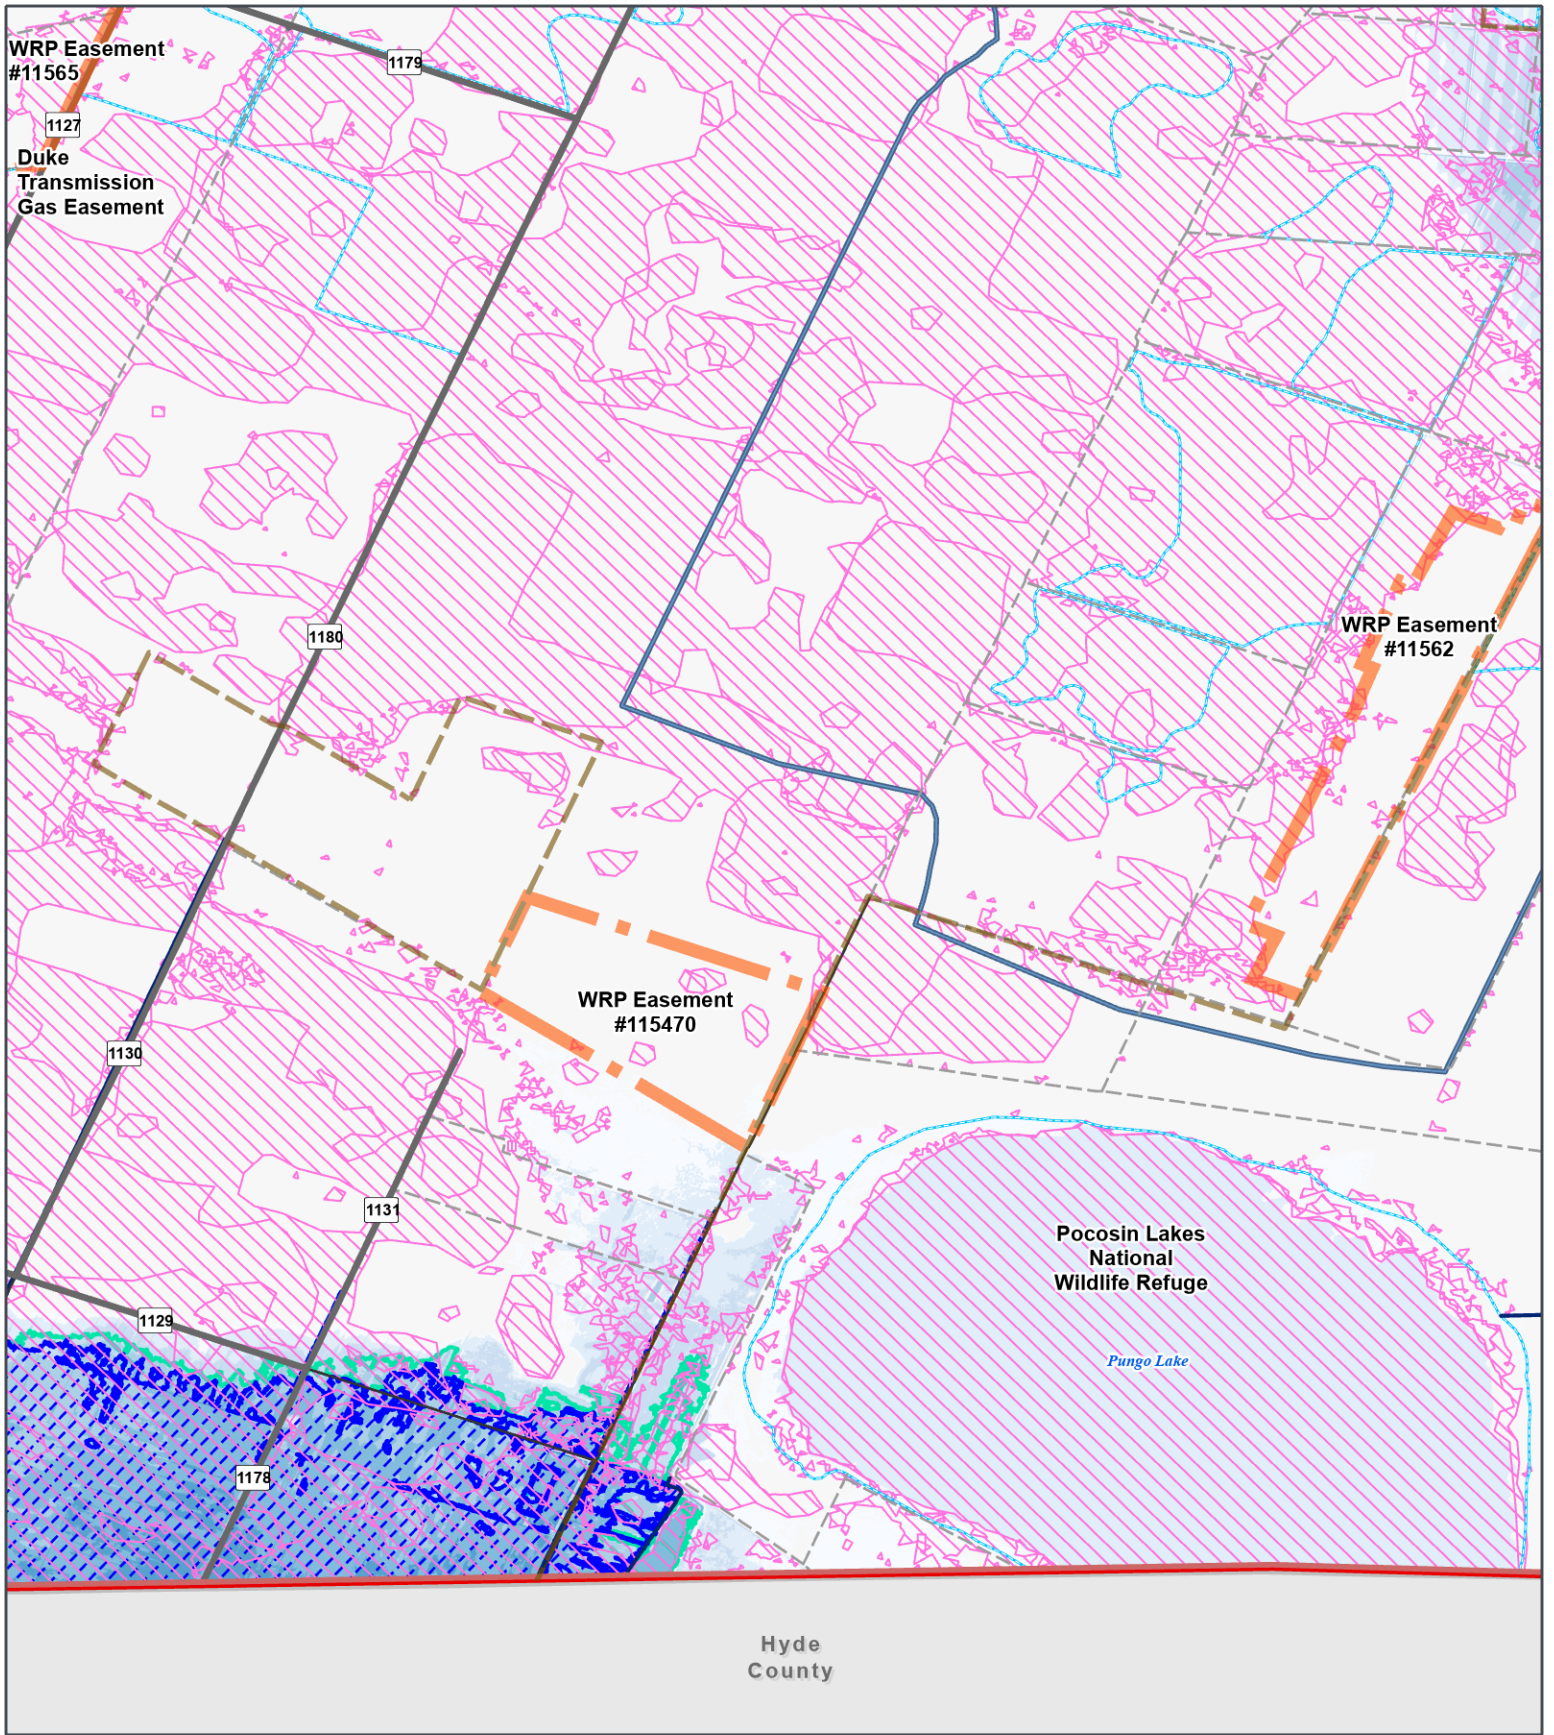 WRP Easement
#11565
1179
1127
Duke
Transmission
Gas Easement
1180
WRP Easement
#11562
WRP Easement
#115470
1130
1131
Pocosin Lakes
National
Wildlife Refuge
1129
Pungo Lake
1178
Hyde
County